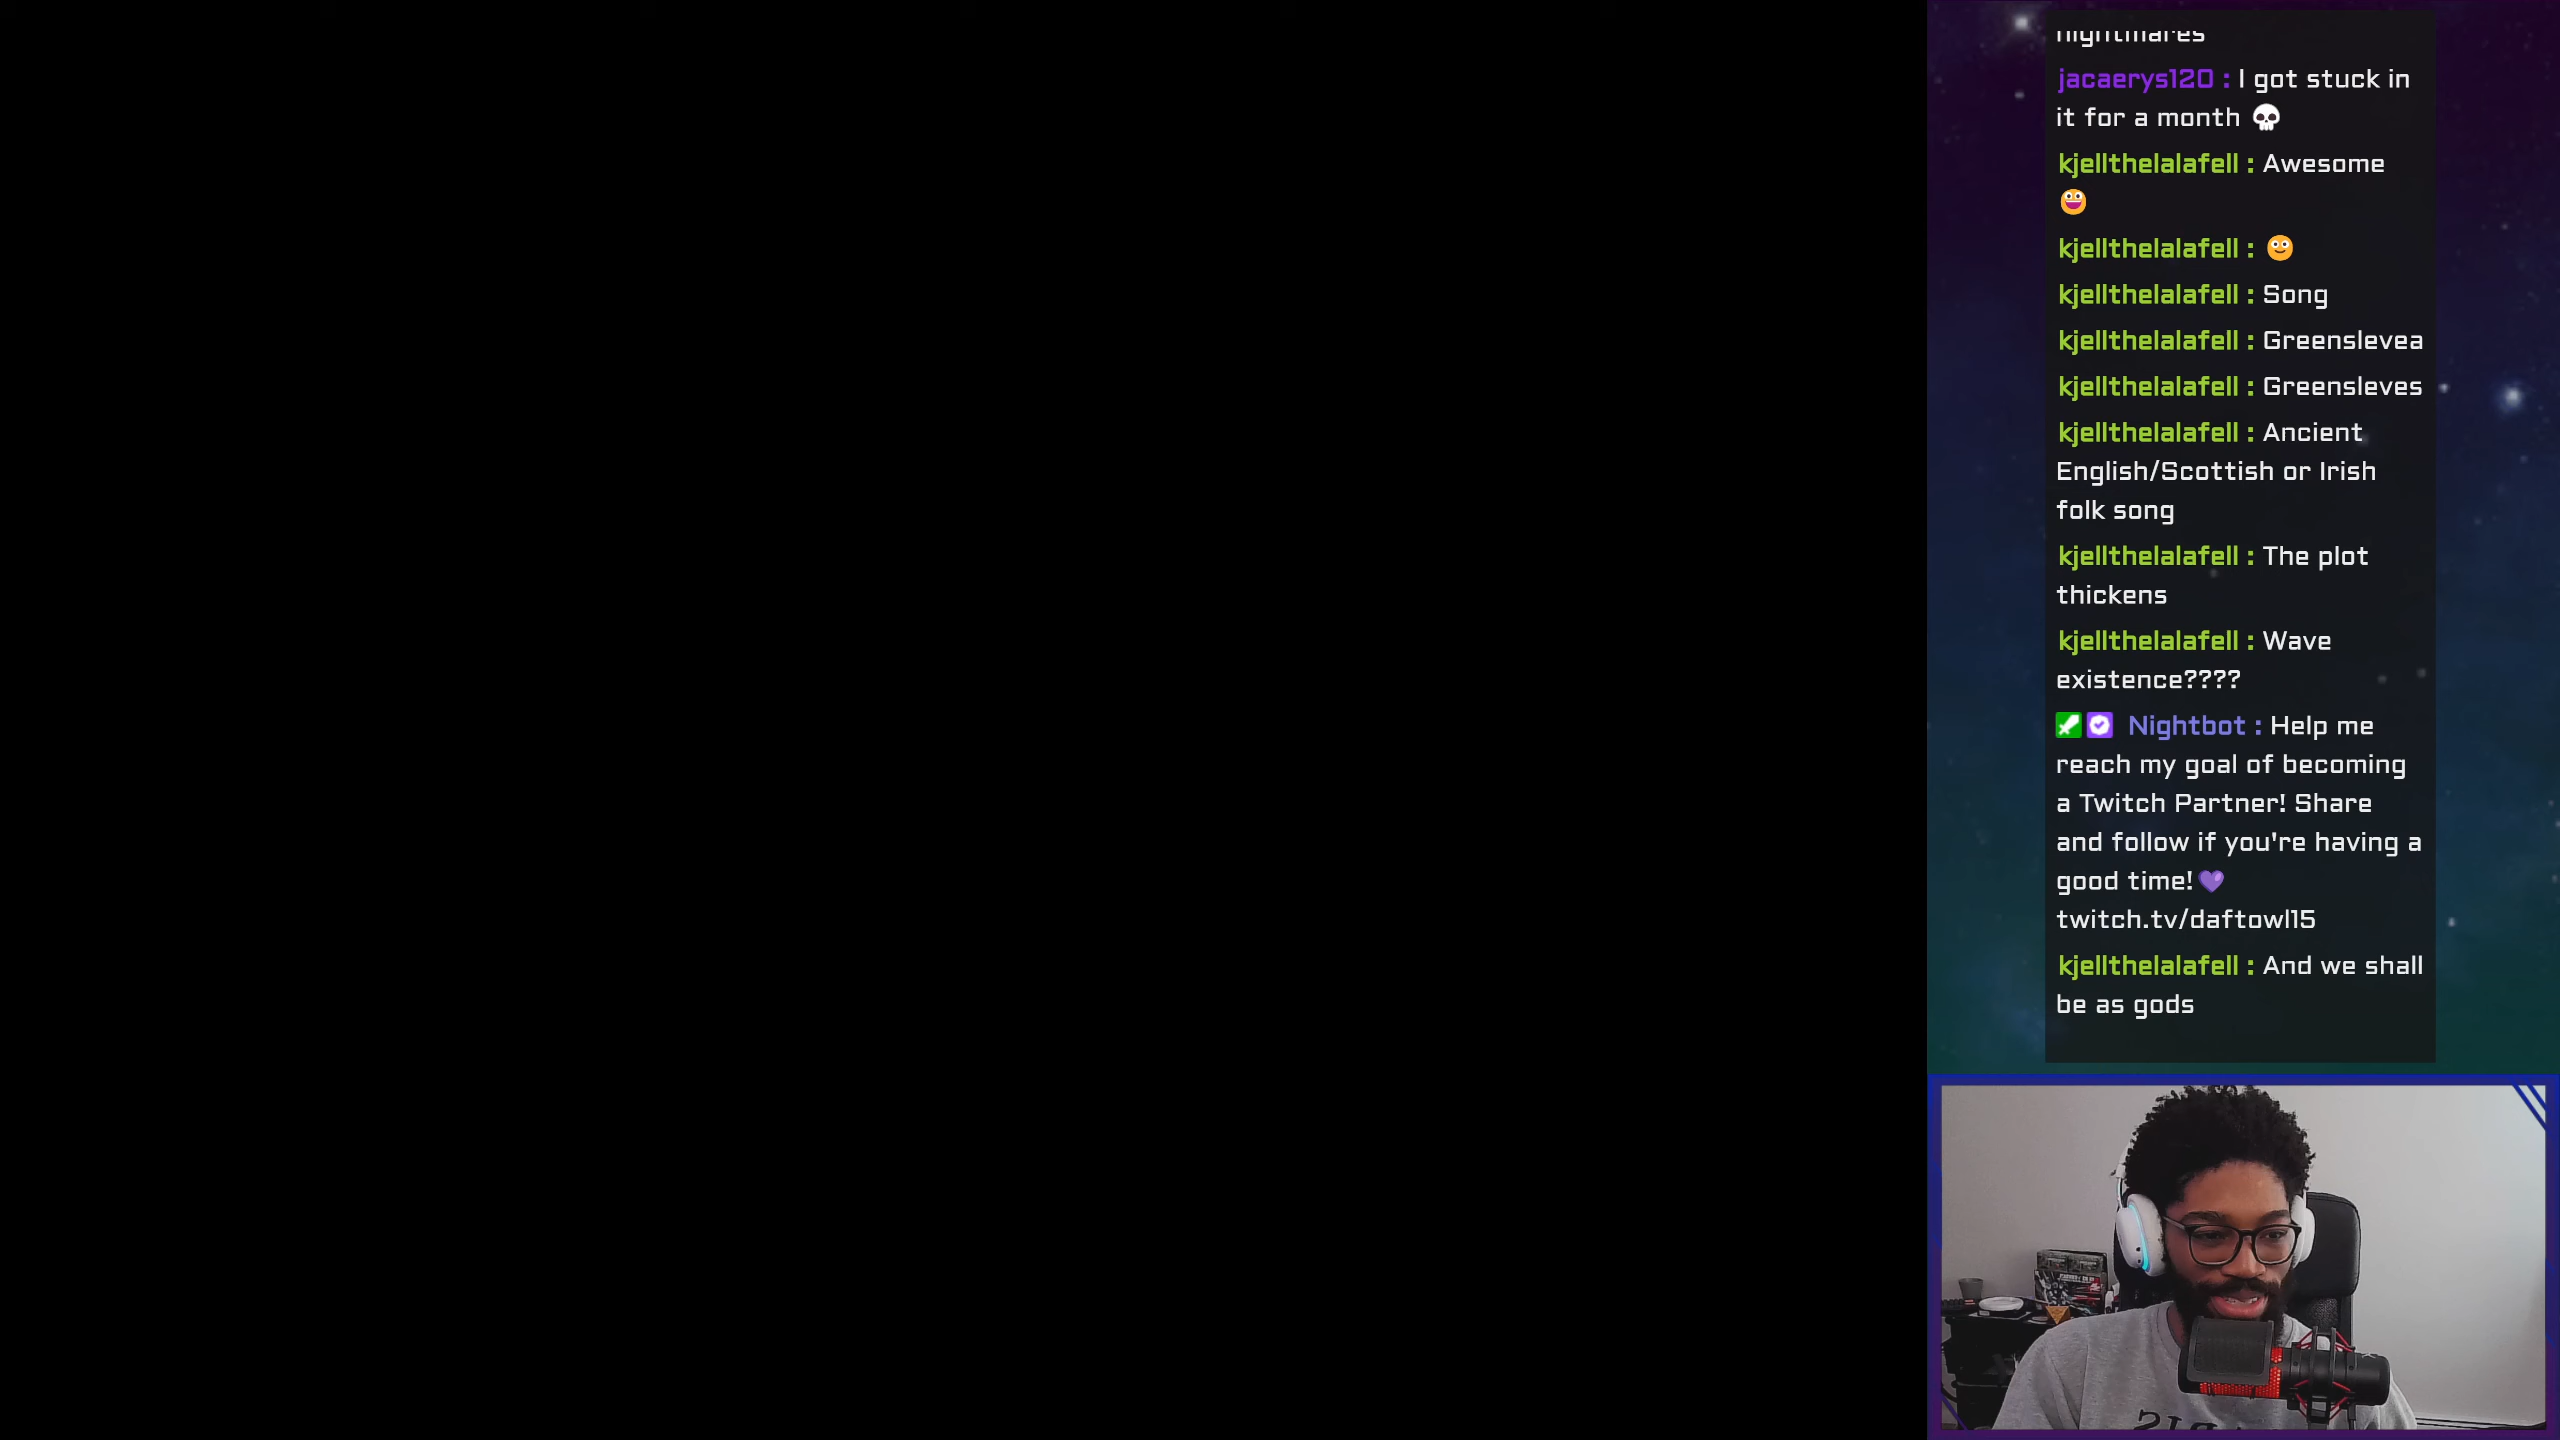 nightmares
jacaerys120 : I got stuck in
it for a month
kjellthelalafell : Awesome
kjellthelalafell :
kjellthelalafell : Song
kjellthelalafell : Greenslevea
kjellthelalafell : Greensleves
kjellthelalafell : Ancient
English/Scottish or Irish
folk song
kjellthelalafell : The plot
thickens
kjellthelalafell : Wave
existence????
Nightbot : Help me
reach my goal of becoming
a Twitch Partner! Share
and follow if you're having a
good time!
twitch.tv/daftowl15
kjellthelalafell : And we shall
be as gods